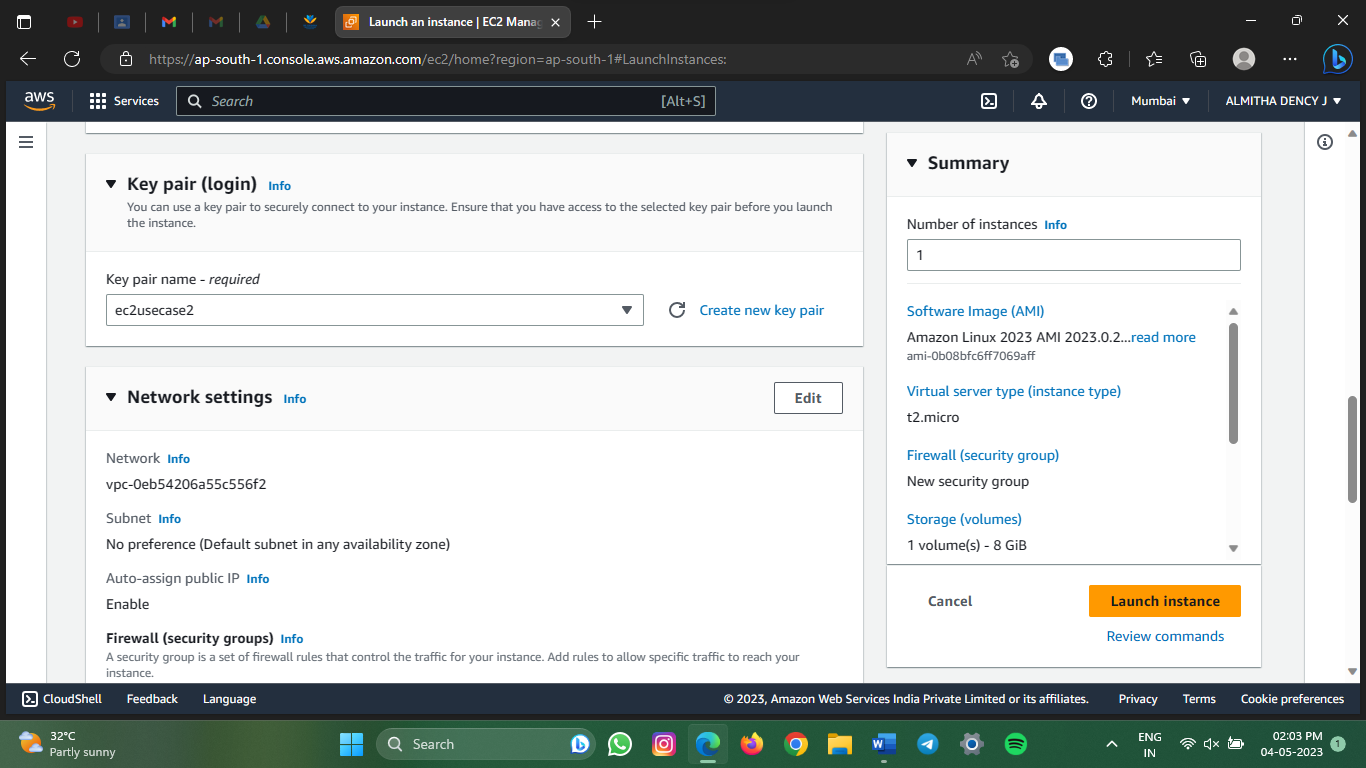 Launch an instance | EC2 Manag
https://ap-south-1.console.aws.amazon.com/ec2/home?region=ap-south-1#LaunchInstances:
aws
Services
Search
[Alt+S]
Mumbai
ALMITHA DENCY J
Key pair (login) Info
You can use a key pair to securely connect to your instance. Ensure that you have access to the selected key pair before you launch
the instance.
Key pair name - required
ec2usecase2
Create new key pair
Network settings Info
Edit
Network Info
vpc-0eb54206a55c556f2
Subnet Info
No preference (Default subnet in any availability zone)
Auto-assign public IP Info
Enable
Firewall (security groups) Info
A security group is a set of firewall rules that control the traffic for your instance. Add rules to allow specific traffic to reach your
instance.
Summary
Number of instances Info
1
Software Image (AMI)
Amazon Linux 2023 AMI 2023.0.2...read more
ami-0b08bfc6ff7069aff
Virtual server type (instance type)
t2.micro
Firewall (security group)
New security group
Storage (volumes)
1 volume(s) - 8 GiB
Cancel
Launch instance
Review commands
CloudShell
Feedback
Language
© 2023, Amazon Web Services India Private Limited or its affiliates.
Privacy
Terms
Cookie preferences
32°C
Partly sunny
Search
ENG
IN
02:03 PM
04-05-2023
1